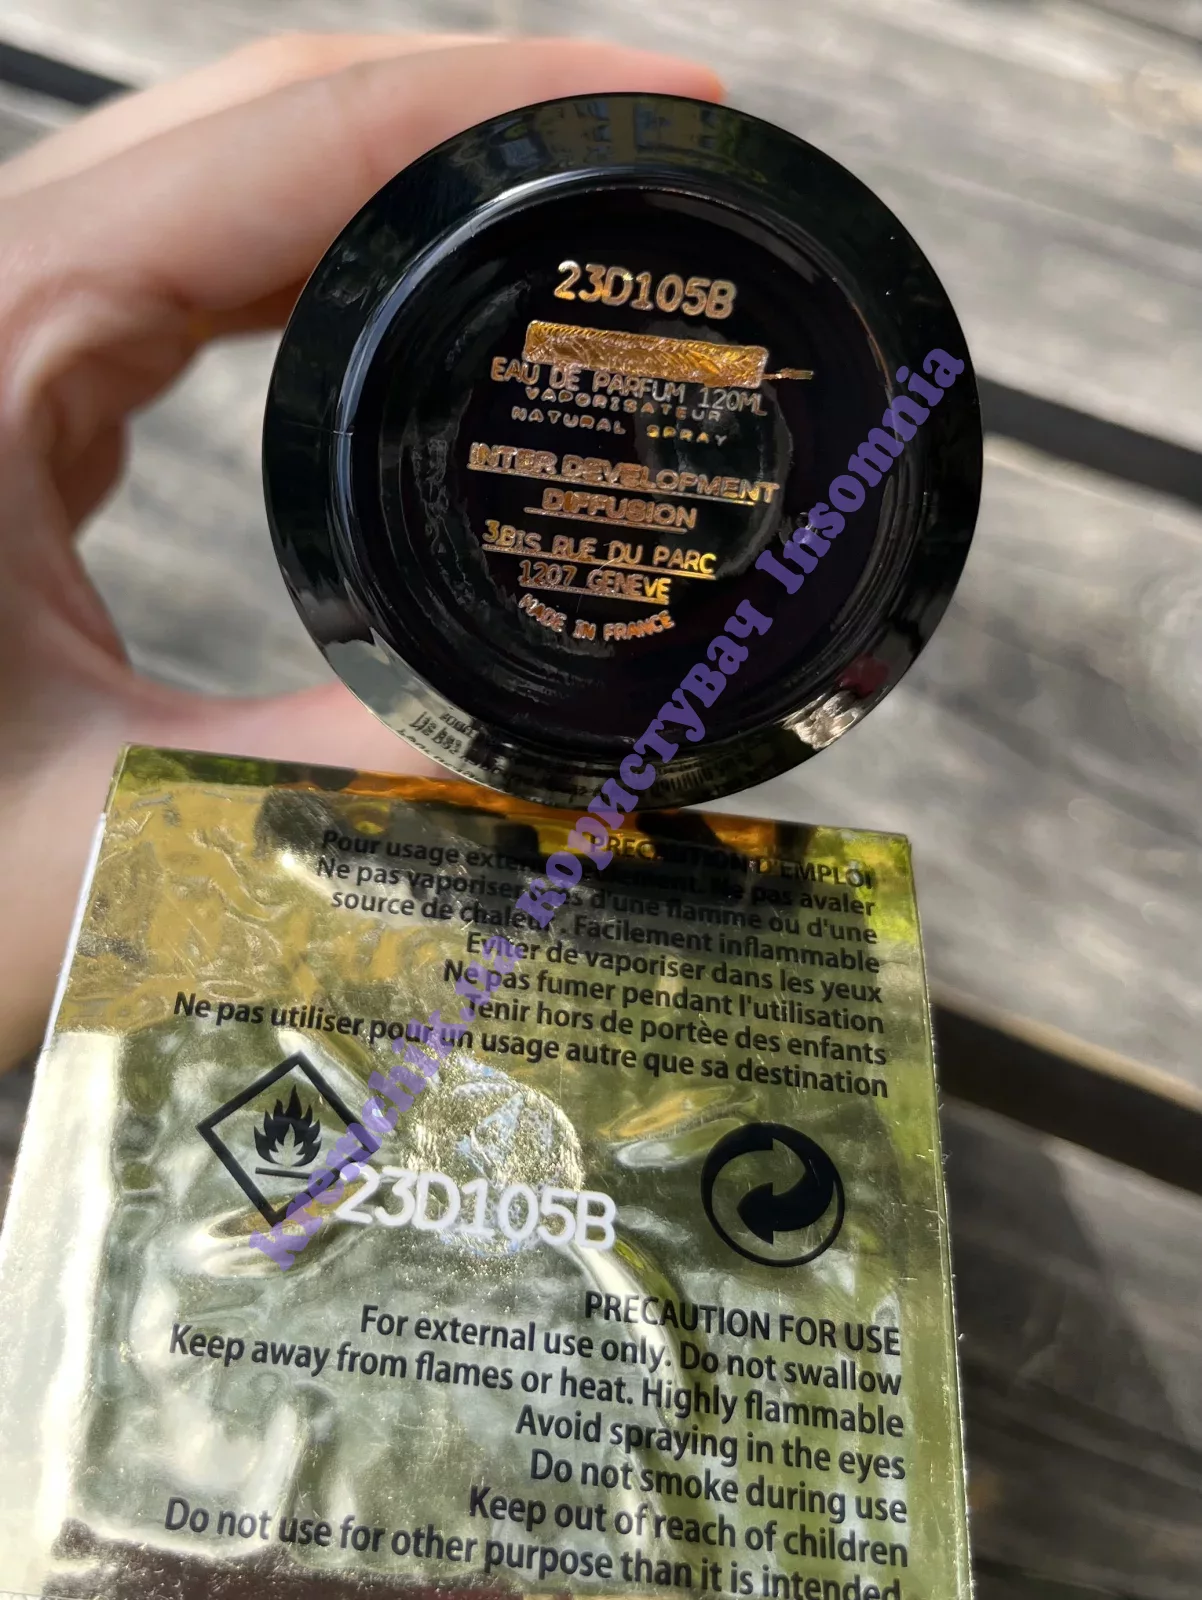 23D105B
EAU DE PARFUM 120ML
VAPORISATEUR
NATURAL SPRAY
INTER DEVELOPMENT
DIFFUSION
3BIS RUE DU PARC
1207 GENEVE
MADE IN FRANCE
PRECAUTION D'EMPLOI
Pour usage externe seulement. Ne pas avaler
Ne pas vaporiser près d'une flamme ou d'une
source de chaleur. Facilement inflammable
Eviter de vaporiser dans les yeux
Ne pas fumer pendant l'utilisation
Tenir hors de portèe des enfants
Ne pas utiliser pour un usage autre que sa destination
23D105B
PRECAUTION FOR USE
For external use only. Do not swallow
Keep away from flames or heat. Highly flammable
Avoid spraying in the eyes
Do not smoke during use
Keep out of reach of children
Do not use for other purpose than it is intended
Користувач Insomnia